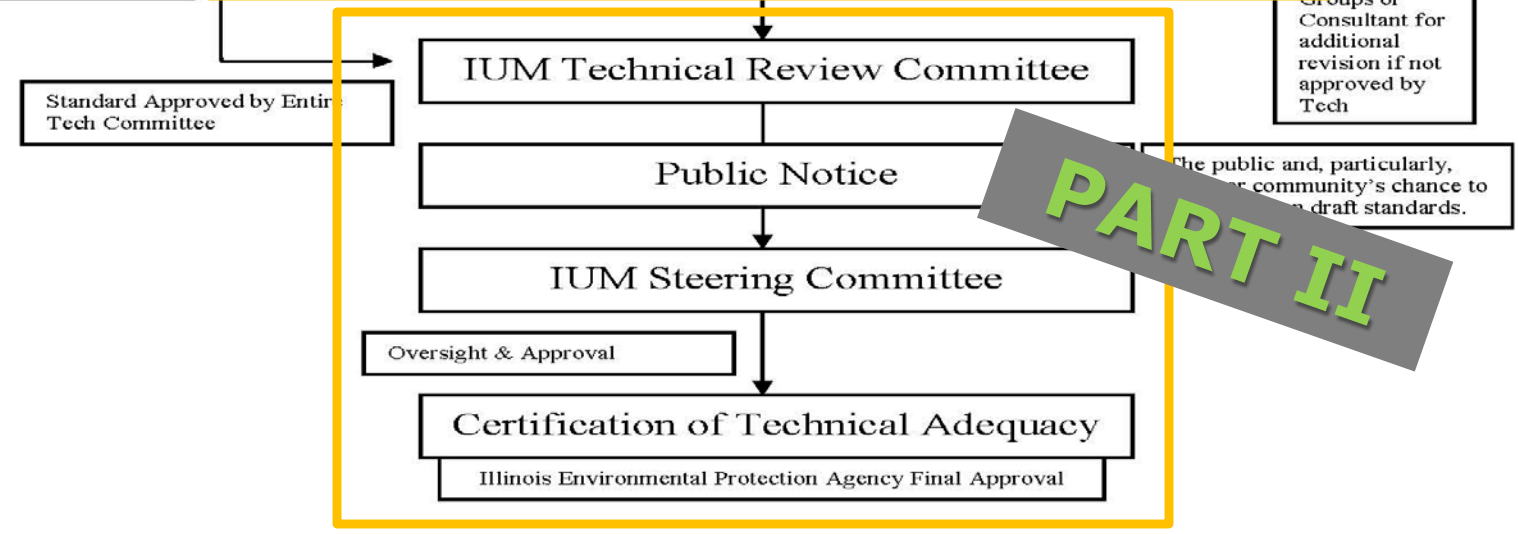 Consultant for
additional
revision if not
approved by
Tech
IUM Technical Review Committee
Standard Approved by Entire
Tech Committee
Public Notice
The public and, particularly,
community's chance to
draft standards.
PART II
IUM Steering Committee
Oversight & Approval
Certification of Technical Adequacy
Illinois Environmental Protection Agency Final Approval